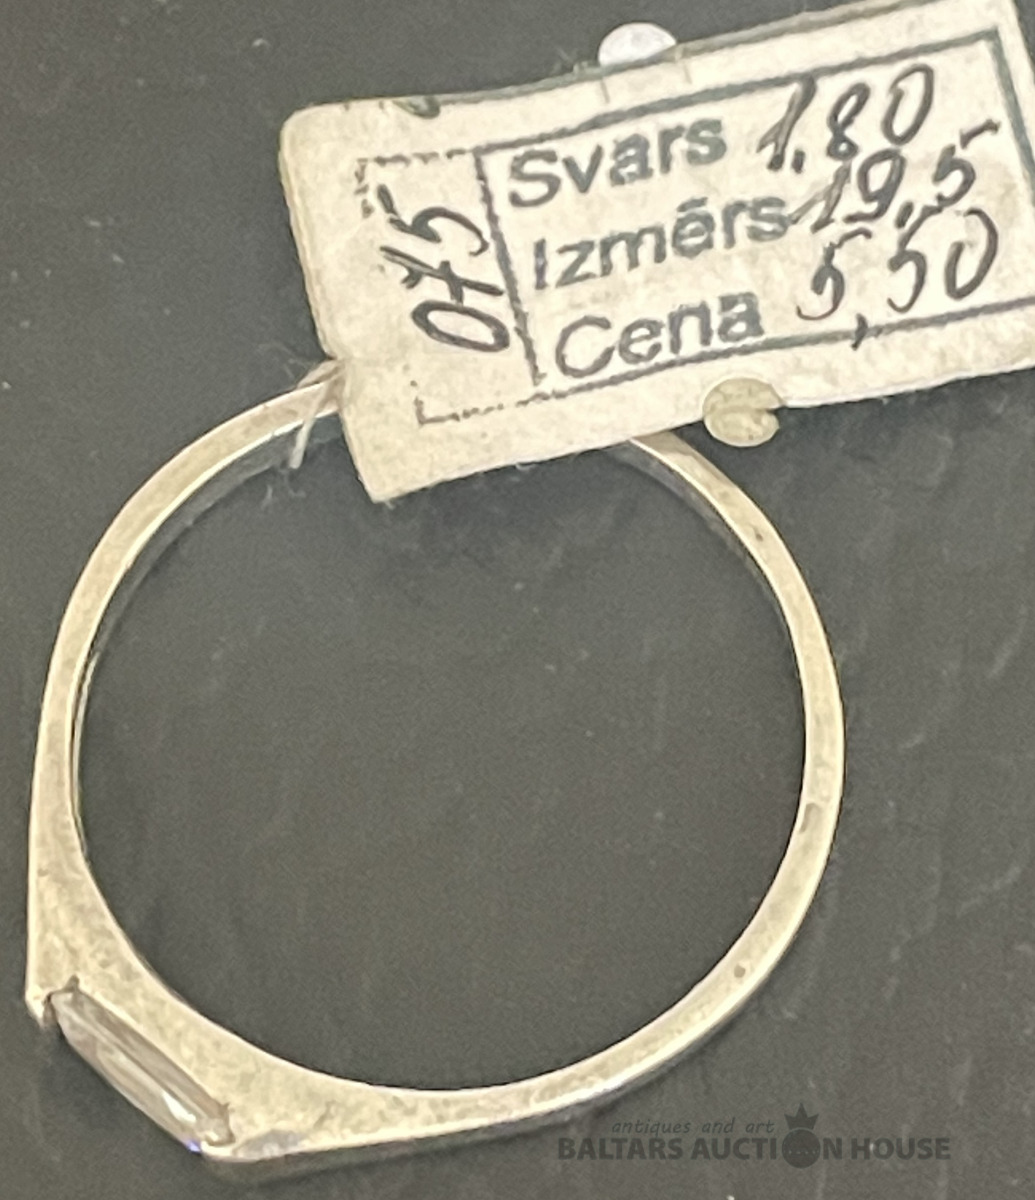 Svars 1,80
Izmērs 19,5
Cena 5,50
075
antiques and art
BALTARS AUCTION HOUSE